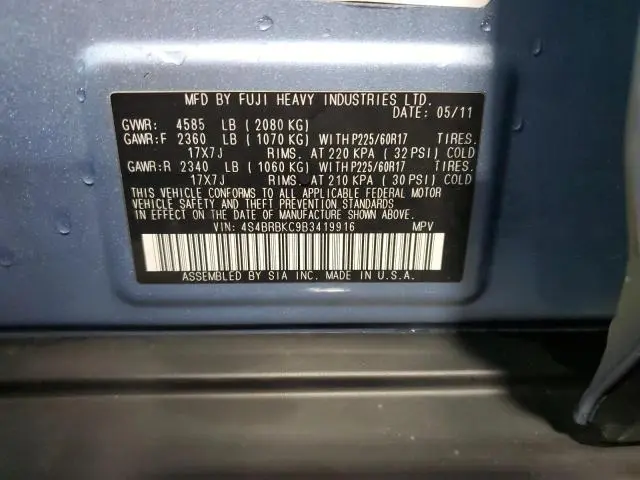 MFD BY FUJI HEAVY INDUSTRIES LTD.
DATE: 05/11
GVWR: 4585 LB ( 2080 KG)
GAWR:F 2360 LB ( 1070 KG) WITH P225/60R17 TIRES.
17X7J RIMS. AT 220 KPA ( 32 PSI) COLD
GAWR:R 2340 LB ( 1060 KG) WITH P225/60R17 TIRES.
17X7J RIMS. AT 210 KPA ( 30 PSI) COLD
THIS VEHICLE CONFORMS TO ALL APPLICABLE FEDERAL MOTOR
VEHICLE SAFETY AND THEFT PREVENTION STANDARDS
IN EFFECT ON THE DATE OF MANUFACTURE SHOWN ABOVE.
VIN: 4S4BRBKC9B3419916 MPV
ASSEMBLED BY SIA INC. MADE IN U.S.A.